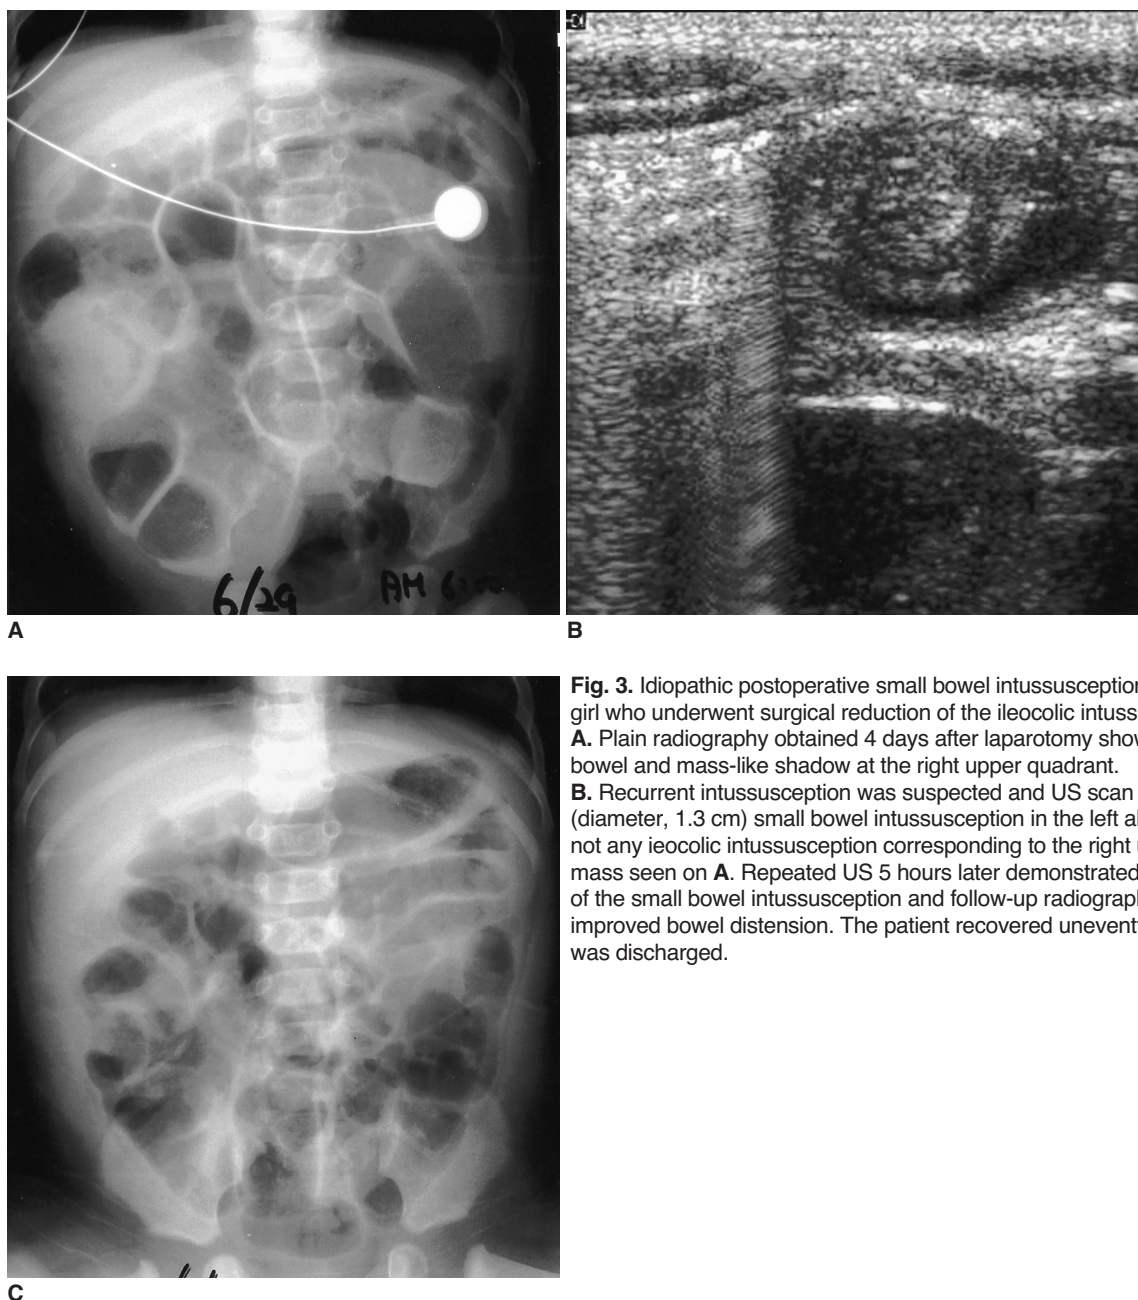 6/29 AM 6:00
A
B
Fig. 3. Idiopathic postoperative small bowel intussusception
girl who underwent surgical reduction of the ileocolic intuss
A. Plain radiography obtained 4 days after laparotomy show
bowel and mass-like shadow at the right upper quadrant.
B. Recurrent intussusception was suspected and US scan
(diameter, 1.3 cm) small bowel intussusception in the left a
not any ieocolic intussusception corresponding to the right
mass seen on A. Repeated US 5 hours later demonstrated
of the small bowel intussusception and follow-up radiograp
improved bowel distension. The patient recovered unevent
was discharged.
C